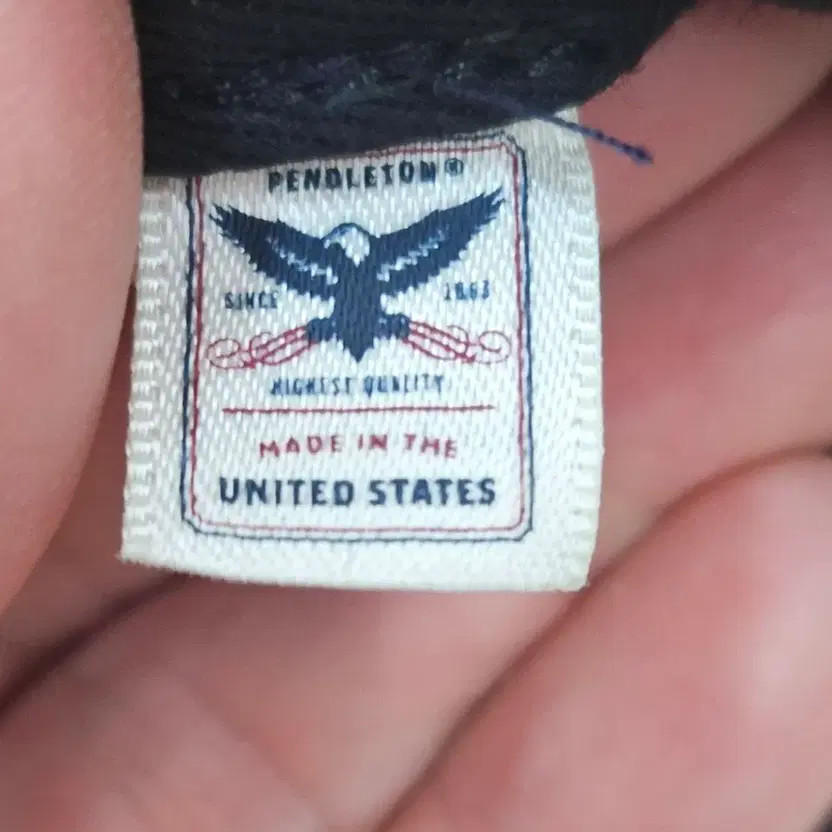 PENDLETON®
SINCE 1863
HIGHEST QUALITY
MADE IN THE
UNITED STATES